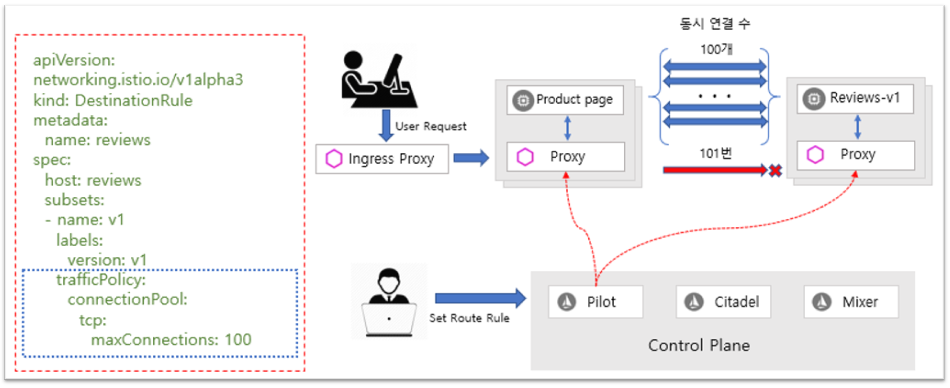 apiVersion:
networking.istio.io/v1alpha3
kind: DestinationRule
metadata:
name: reviews
spec:
host: reviews
subsets:
- name: v1
labels:
version: v1
trafficPolicy:
connectionPool:
tcp:
maxConnections: 100
User Request
Ingress Proxy
Product page
Proxy
동시 연결 수
100개
. . .
101번
Reviews-v1
Proxy
Set Route Rule
Pilot
Citadel
Mixer
Control Plane